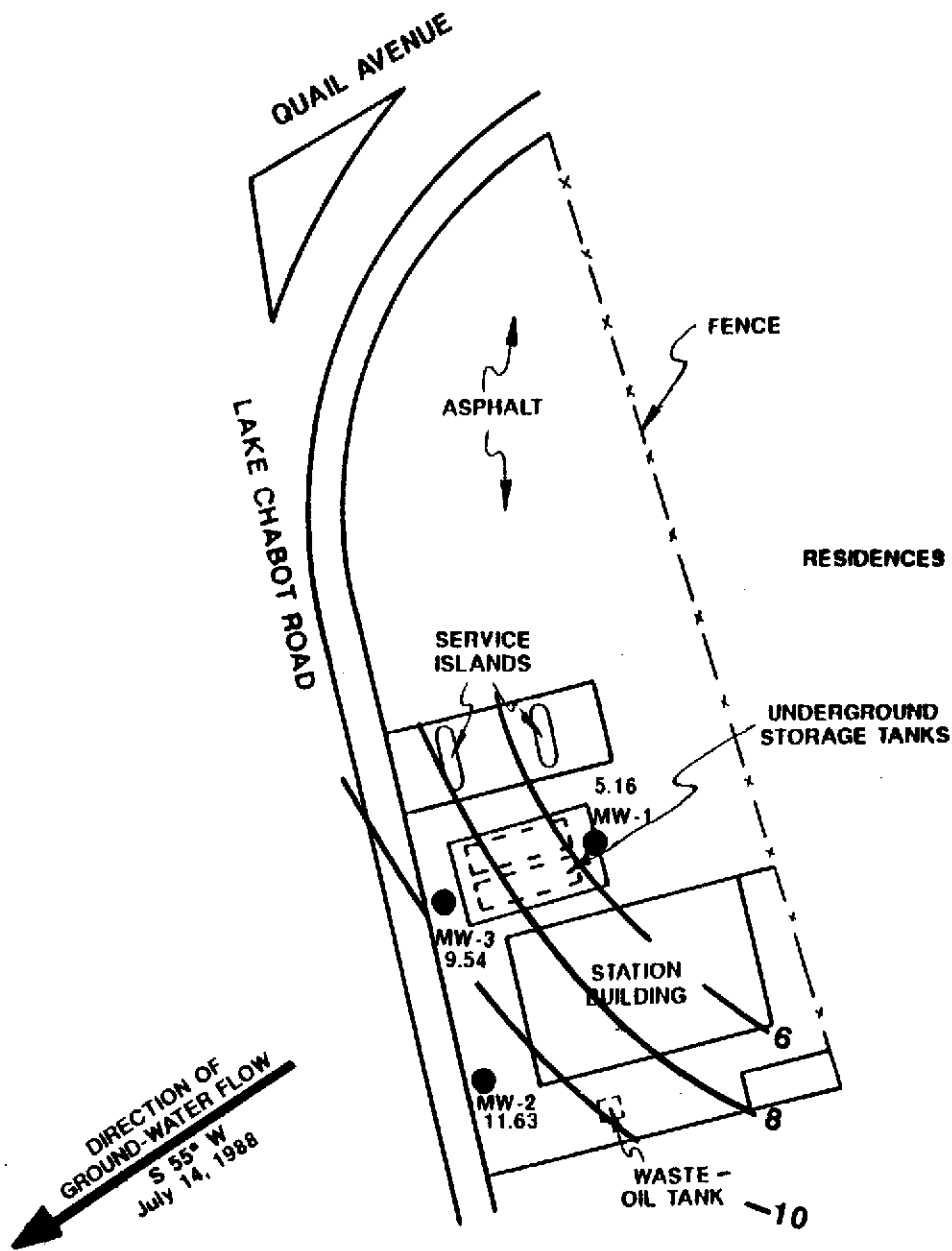 QUAIL AVENUE
FENCE
ASPHALT
LAKE CHABOT ROAD
RESIDENCES
SERVICE
ISLANDS
UNDERGROUND
STORAGE TANKS
5.16
MW-1
MW-3
9.54
STATION
BUILDING
6
8
MW-2
11.63
DIRECTION OF
GROUND-WATER FLOW
S 55° W
July 14, 1988
WASTE -
OIL TANK
10